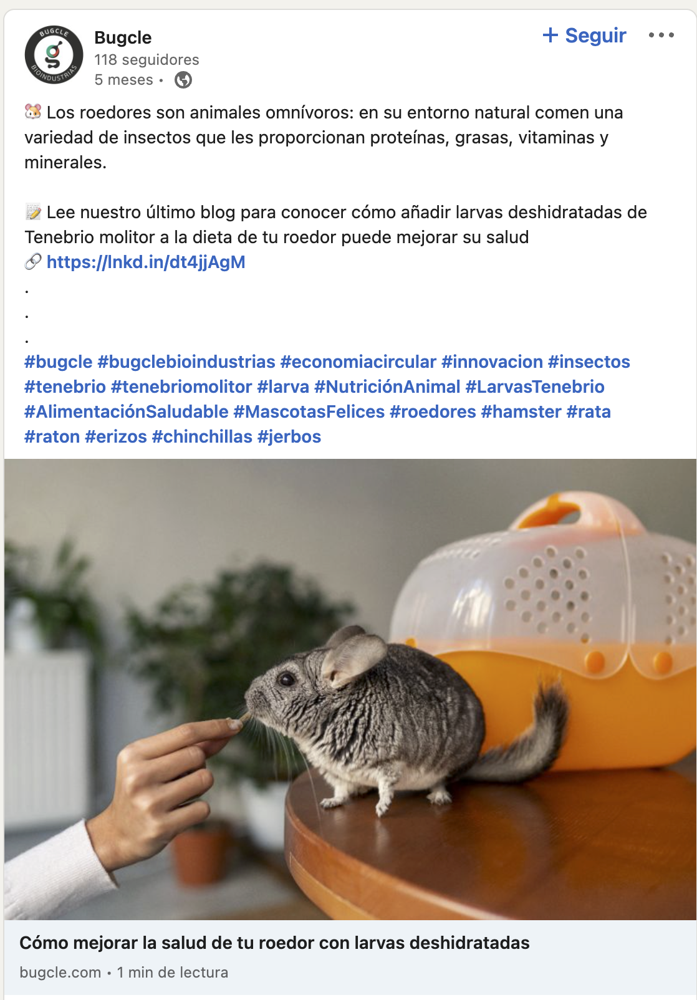 BUGCLE
BIOINDUSTRIAS
Bugcle
118 seguidores
5 meses •
+ Seguir
🐹 Los roedores son animales omnívoros: en su entorno natural comen una
variedad de insectos que les proporcionan proteínas, grasas, vitaminas y
minerales.
📝 Lee nuestro último blog para conocer cómo añadir larvas deshidratadas de
Tenebrio molitor a la dieta de tu roedor puede mejorar su salud
🔗 https://lnkd.in/dt4jjAgM
.
.
.
#bugcle #bugclebioindustrias #economiacircular #innovacion #insectos
#tenebrio #tenebriomolitor #larva #NutriciónAnimal #LarvasTenebrio
#AlimentaciónSaludable #MascotasFelices #roedores #hamster #rata
#raton #erizos #chinchillas #jerbos
Cómo mejorar la salud de tu roedor con larvas deshidratadas
bugcle.com • 1 min de lectura